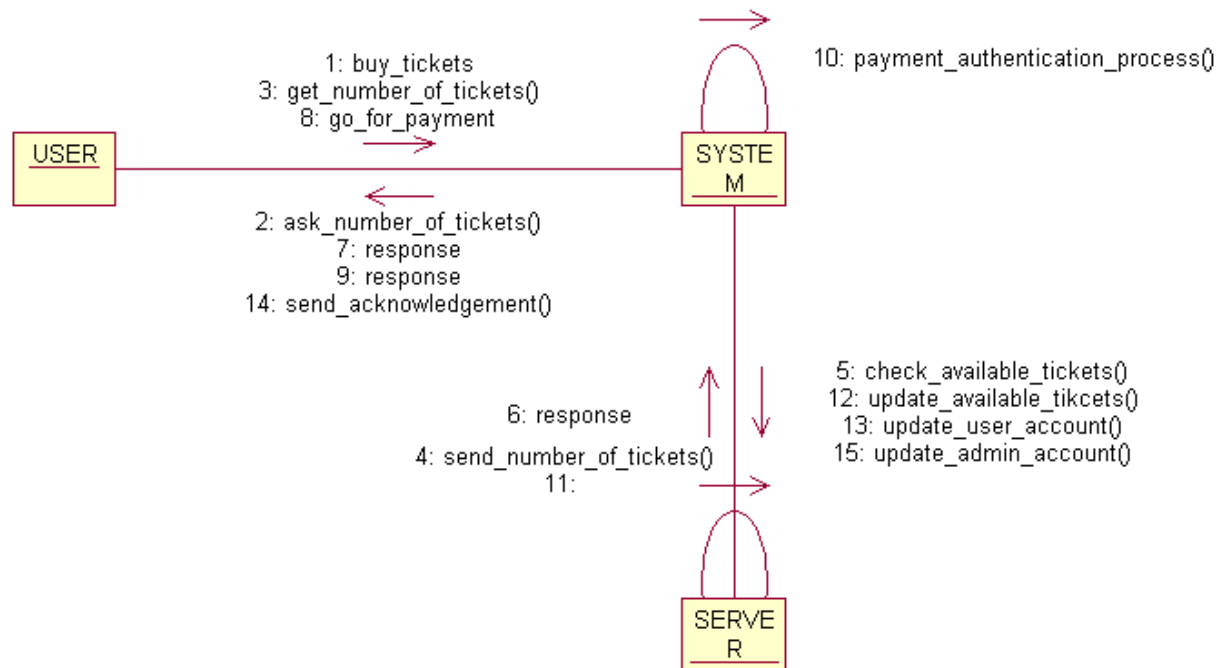 1: buy_tickets
3: get_number_of_tickets()
8: go_for_payment
10: payment_authentication_process()
USER
SYSTE
M
2: ask_number_of_tickets()
7: response
9: response
14: send_acknowledgement()
6: response
4: send_number_of_tickets()
11:
5: check_available_tickets()
12: update_available_tikcets()
13: update_user_account()
15: update_admin_account()
SERVE
R